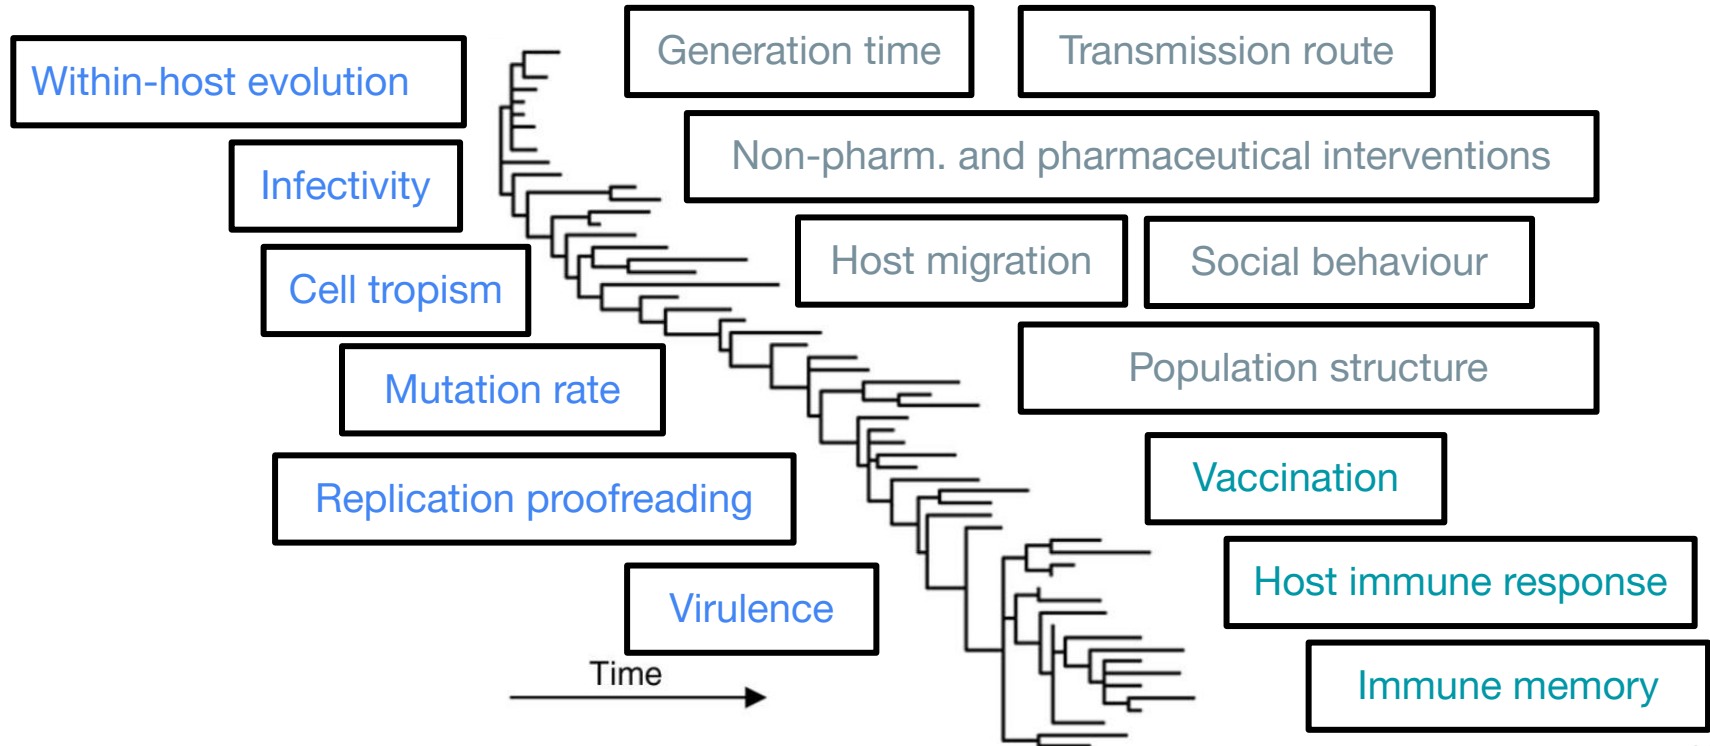 Generation time
Transmission route
Within-host evolution
Non-pharm. and pharmaceutical interventions
Infectivity
Host migration
Social behaviour
Cell tropism
Population structure
Mutation rate
Vaccination
Replication proofreading
Host immune response
Virulence
Time
Immune memory